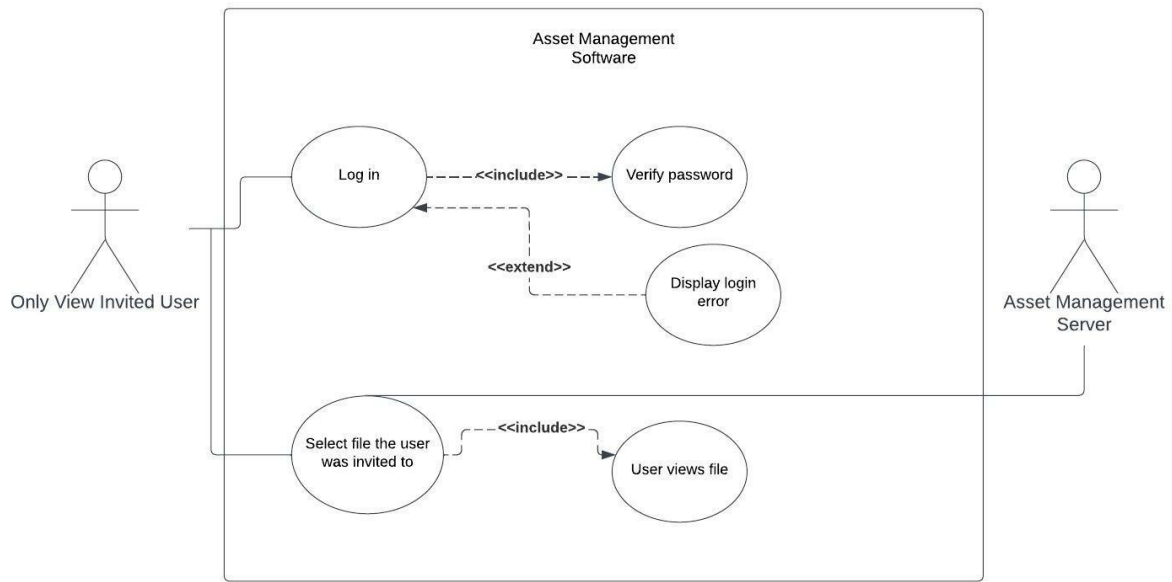 Asset Management
Software
Log in
<<include>>
Verify password
<<extend>>
Display login
error
Only View Invited User
Asset Management
Server
Select file the user
was invited to
<<include>>
User views file